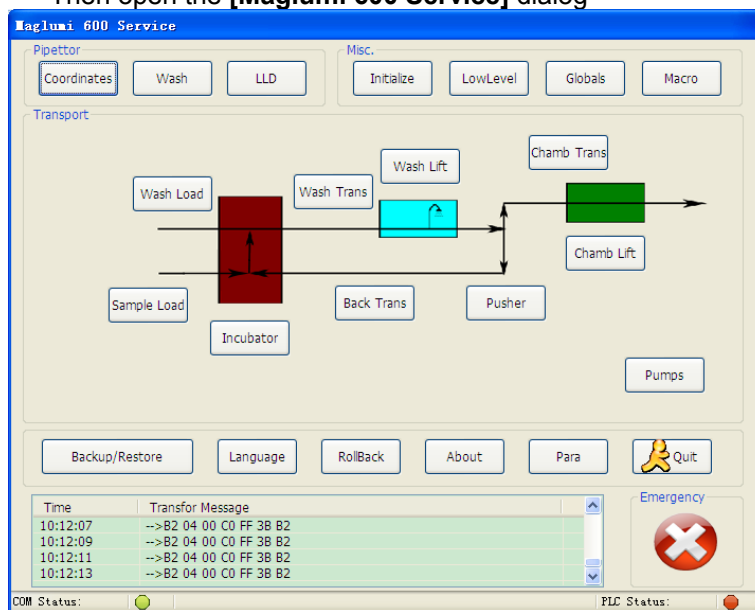 Then open the [Maglumi 600 Service] dialog
Maglumi 600 Service
Pipettor
Coordinates Wash LLD
Misc.
Initialize LowLevel Globals Macro
Transport
Chamb Trans
Wash Lift
Wash Load Wash Trans
Chamb Lift
Sample Load Back Trans Pusher
Incubator
Pumps
Backup/Restore Language RollBack About Para Quit
Emergency
Time Transfor Message
10:12:07 -->B2 04 00 C0 FF 3B B2
10:12:09 -->B2 04 00 C0 FF 3B B2
10:12:11 -->B2 04 00 C0 FF 3B B2
10:12:13 -->B2 04 00 C0 FF 3B B2
COM Status: PLC Status: